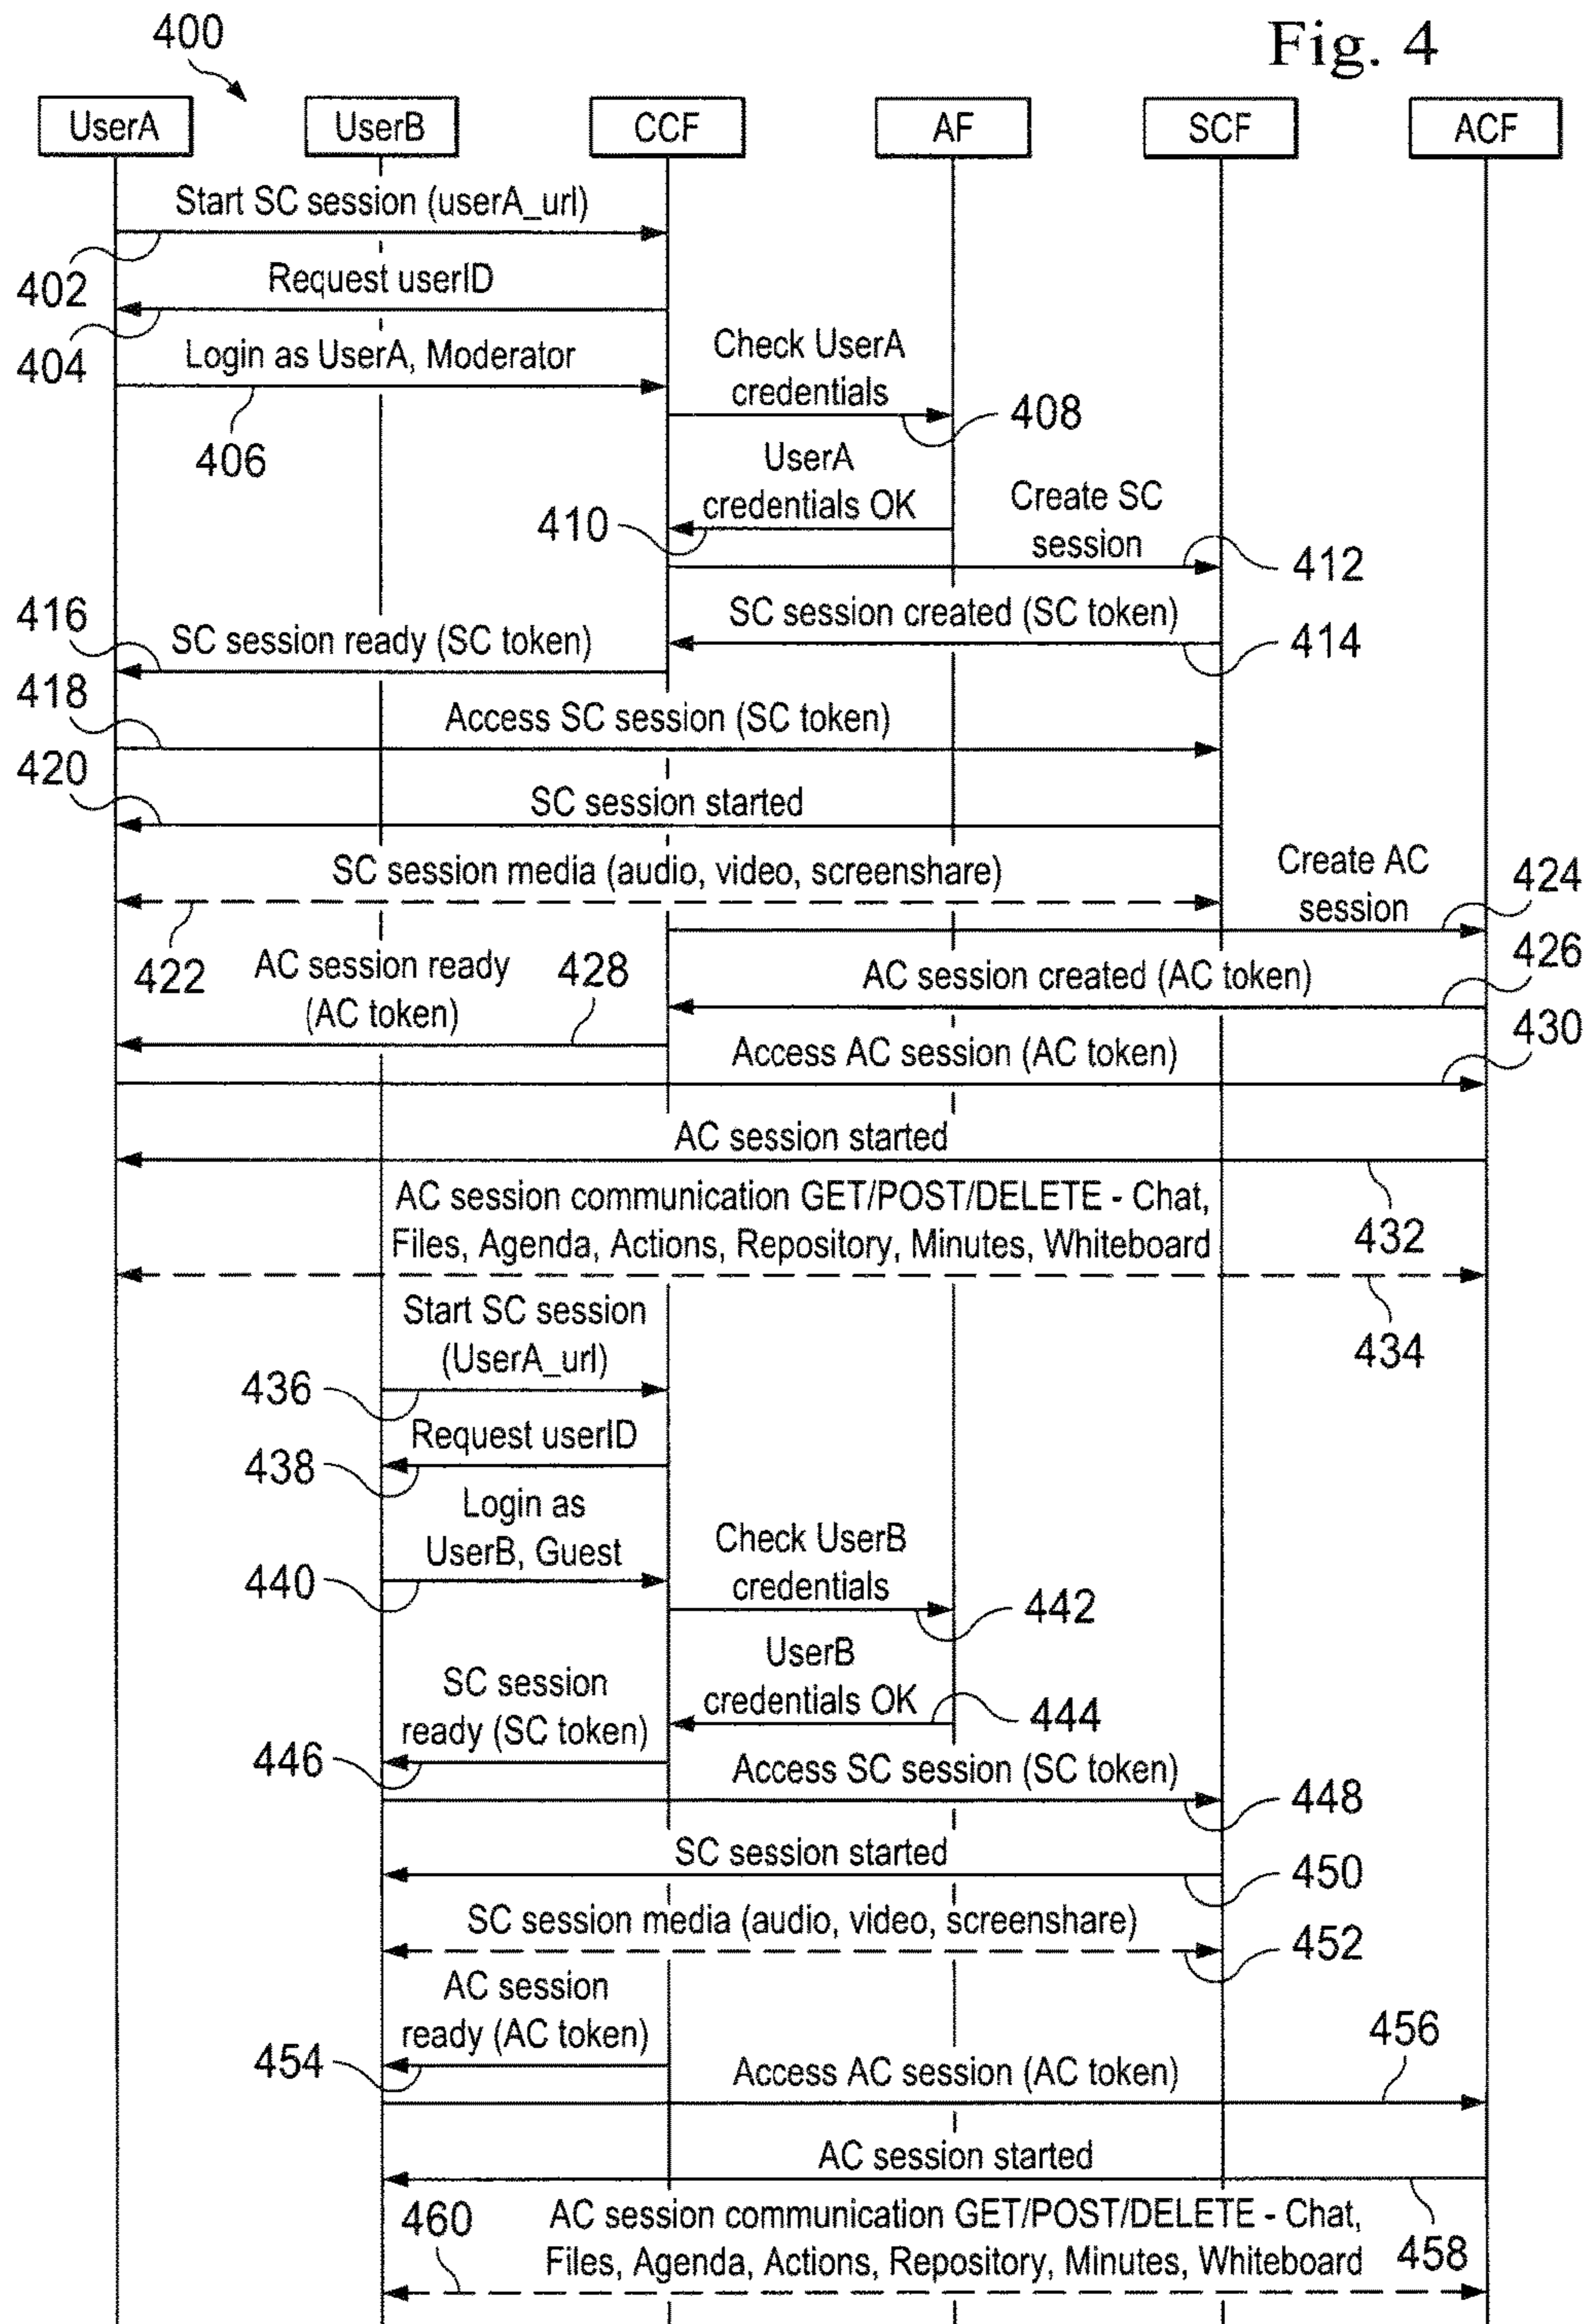 400
Fig. 4
UserA
UserB
CCF
AF
SCF
ACF
Start SC session (userA_url)
402
Request userID
404
Login as UserA, Moderator
406
Check UserA
credentials
408
UserA
credentials OK
410
Create SC
session
412
SC session created (SC token)
414
416
SC session ready (SC token)
418
Access SC session (SC token)
420
SC session started
SC session media (audio, video, screenshare)
422
Create AC
session
424
426
AC session created (AC token)
AC session ready
(AC token)
428
430
Access AC session (AC token)
AC session started
432
AC session communication GET/POST/DELETE - Chat,
Files, Agenda, Actions, Repository, Minutes, Whiteboard
434
Start SC session
(UserA_url)
436
Request userID
438
Login as
UserB, Guest
440
Check UserB
credentials
442
UserB
credentials OK
444
SC session
ready (SC token)
446
Access SC session (SC token)
448
SC session started
450
SC session media (audio, video, screenshare)
452
AC session
ready (AC token)
454
456
Access AC session (AC token)
AC session started
458
460
AC session communication GET/POST/DELETE - Chat,
Files, Agenda, Actions, Repository, Minutes, Whiteboard